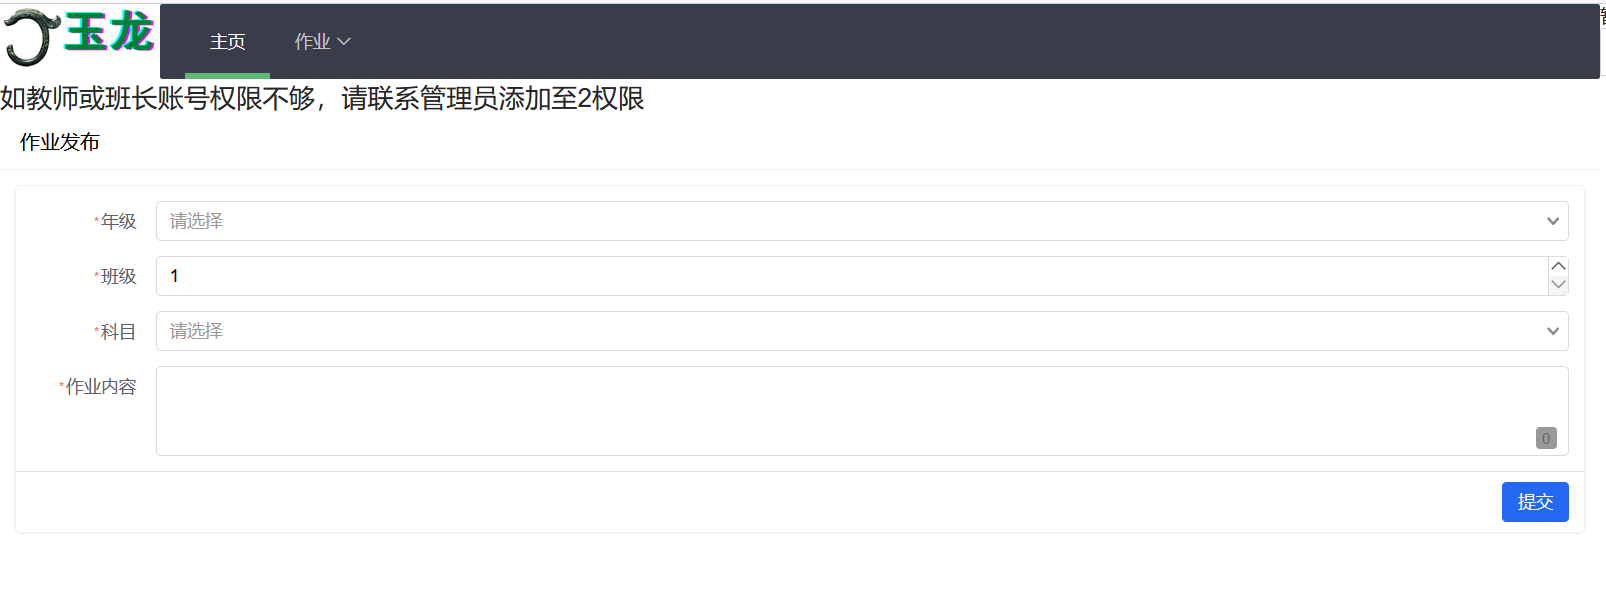 玉龙
主页 作业
如教师或班长账号权限不够，请联系管理员添加至2权限
作业发布
*年级 请选择
*班级 1
*科目 请选择
*作业内容
0
提交